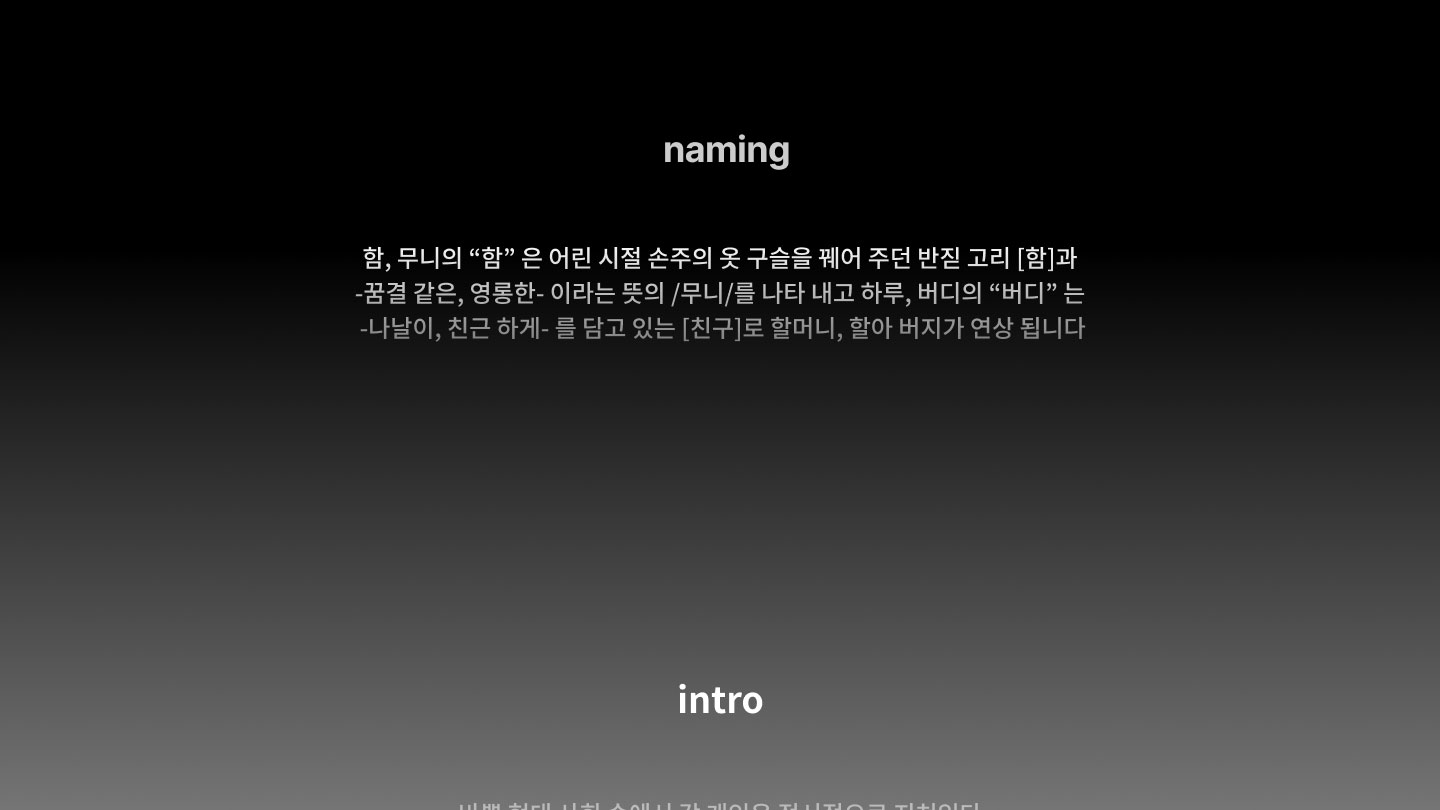 naming
함, 무니의 “함” 은 어린 시절 손주의 옷 구슬을 꿰어 주던 반짇 고리 [함]과
-꿈결 같은, 영롱한- 이라는 뜻의 /무니/를 나타 내고 하루, 버디의 “버디” 는
-나날이, 친근 하게- 를 담고 있는 [친구]로 할머니, 할아 버지가 연상 됩니다
intro